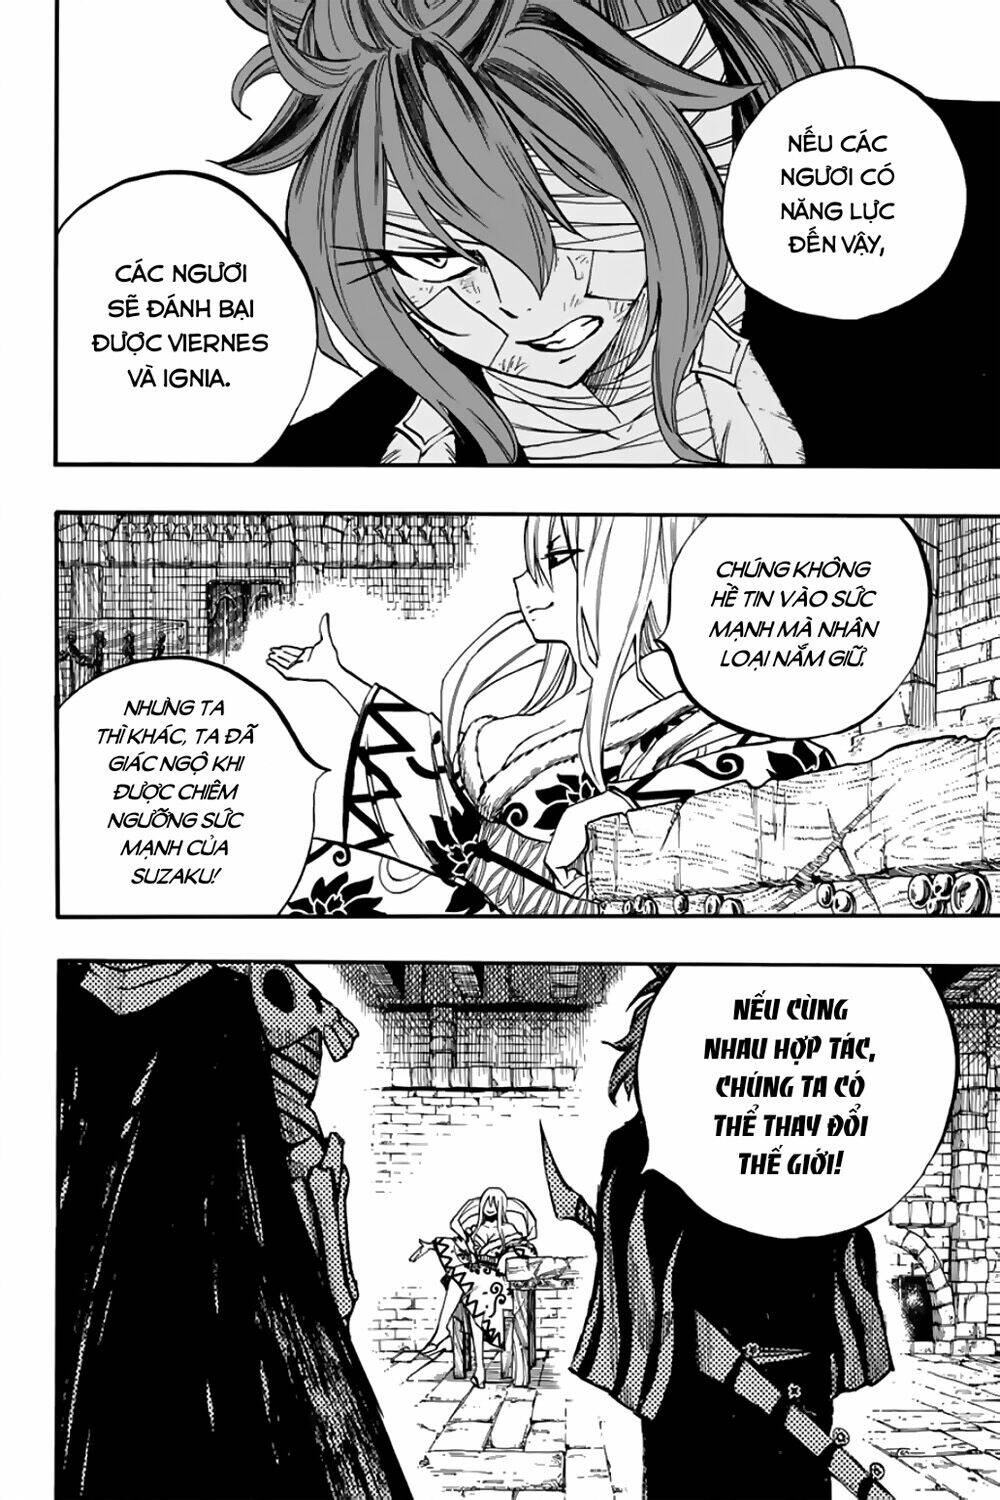 NẾU CÁC
NGƯƠI CÓ
NĂNG LỰC
ĐẾN VẬY,
CÁC NGƯƠI
SẼ ĐÁNH BẠI
ĐƯỢC VIERNES
VÀ IGNIA.
CHÚNG KHÔNG
HỀ TIN VÀO SỨC
MẠNH MÀ NHÂN
LOẠI NẮM GIỮ.
NHƯNG TA
THÌ KHÁC, TA ĐÃ
GIÁC NGỘ KHI
ĐƯỢC CHIÊM
NGƯỠNG SỨC
MẠNH CỦA
SUZAKU!
NẾU CÙNG
NHAU HỢP TÁC,
CHÚNG TA CÓ
THỂ THAY ĐỔI
THẾ GIỚI!